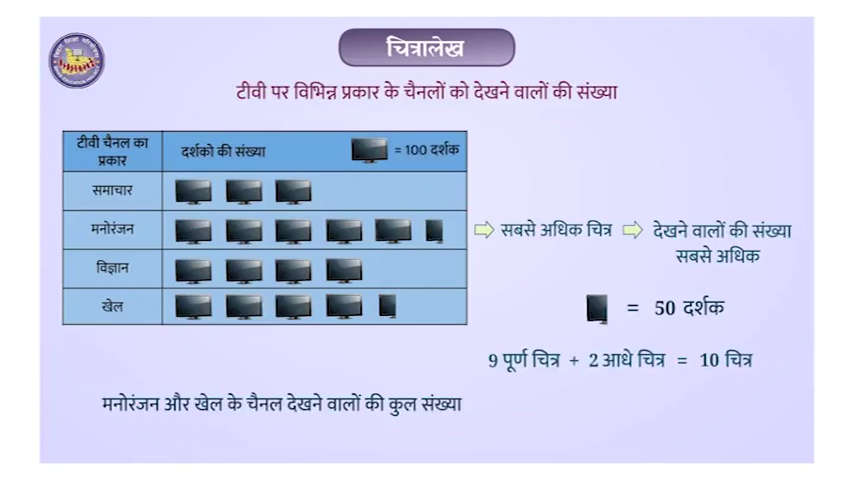 चित्रालेख
टीवी पर विभिन्न प्रकार के चैनलों को देखने वालों की संख्या
टीवी चैनल का
प्रकार
दर्शको की संख्या
= 100 दर्शक
समाचार
मनोरंजन
सबसे अधिक चित्र
देखने वालों की संख्या
सबसे अधिक
विज्ञान
खेल
= 50 दर्शक
9 पूर्ण चित्र + 2 आधे चित्र = 10 चित्र
मनोरंजन और खेल के चैनल देखने वालों की कुल संख्या